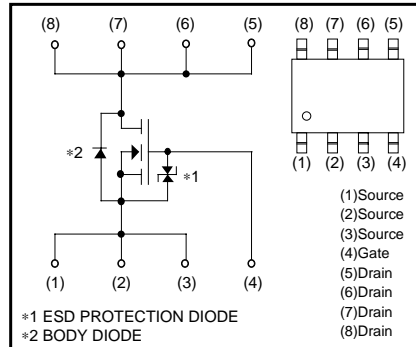 (8) (7) (6) (5)
(8) (7) (6) (5)
∗2
∗1
(1) (2) (3) (4)
(1) (2) (3) (4)
(1)Source
(2)Source
(3)Source
(4)Gate
(5)Drain
(6)Drain
(7)Drain
(8)Drain
∗1 ESD PROTECTION DIODE
∗2 BODY DIODE